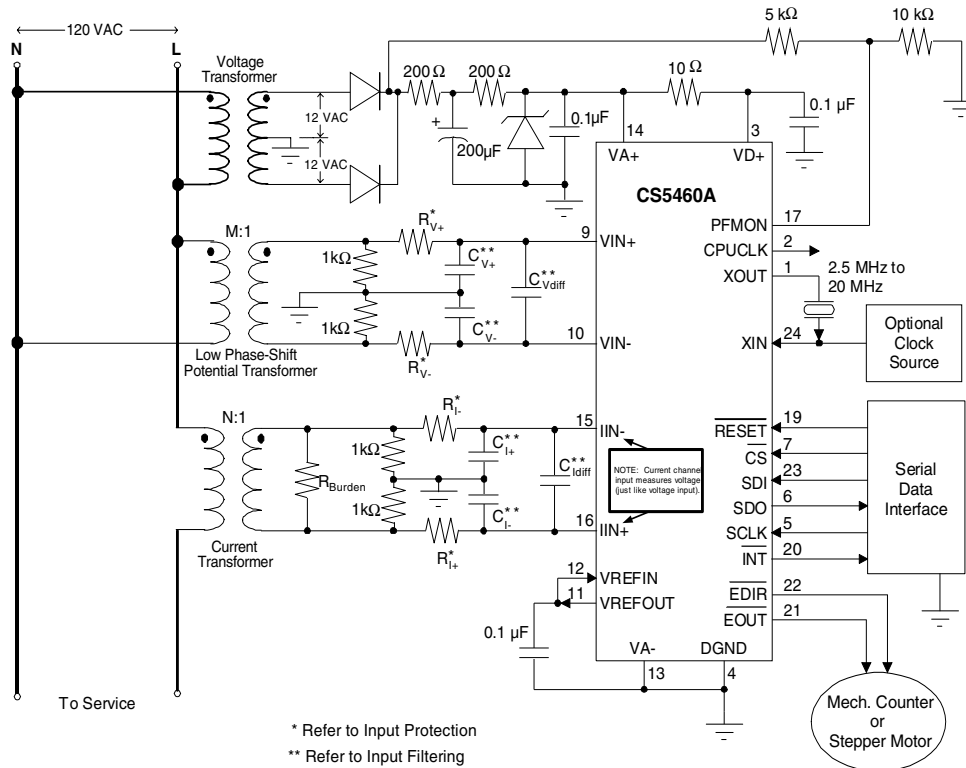 120 VAC
5 kΩ
10 kΩ
N
L
Voltage
Transformer
200Ω
200Ω
10Ω
12 VAC
12 VAC
+
200µF
0.1µF
0.1 µF
14
3
VA+
VD+
CS5460A
M:1
R*V+
1kΩ
1kΩ
C**V+
C**V-
C**Vdiff
R*V-
9
VIN+
10
VIN-
Low Phase-Shift
Potential Transformer
PFMON
17
CPUCLK
2
XOUT
1
2.5 MHz to
20 MHz
XIN
24
Optional
Clock
Source
N:1
R*I-
1kΩ
1kΩ
RBurden
C**I+
C**I-
C**Idiff
R*I+
15
IIN-
NOTE: Current channel
input measures voltage
(just like voltage input).
16
IIN+
Current
Transformer
RESET
19
CS
7
SDI
23
SDO
6
SCLK
5
INT
20
Serial
Data
Interface
12
VREFIN
11
VREFOUT
0.1 µF
EDIR
22
EOUT
21
VA-
DGND
13
4
Mech. Counter
or
Stepper Motor
To Service
* Refer to Input Protection
** Refer to Input Filtering